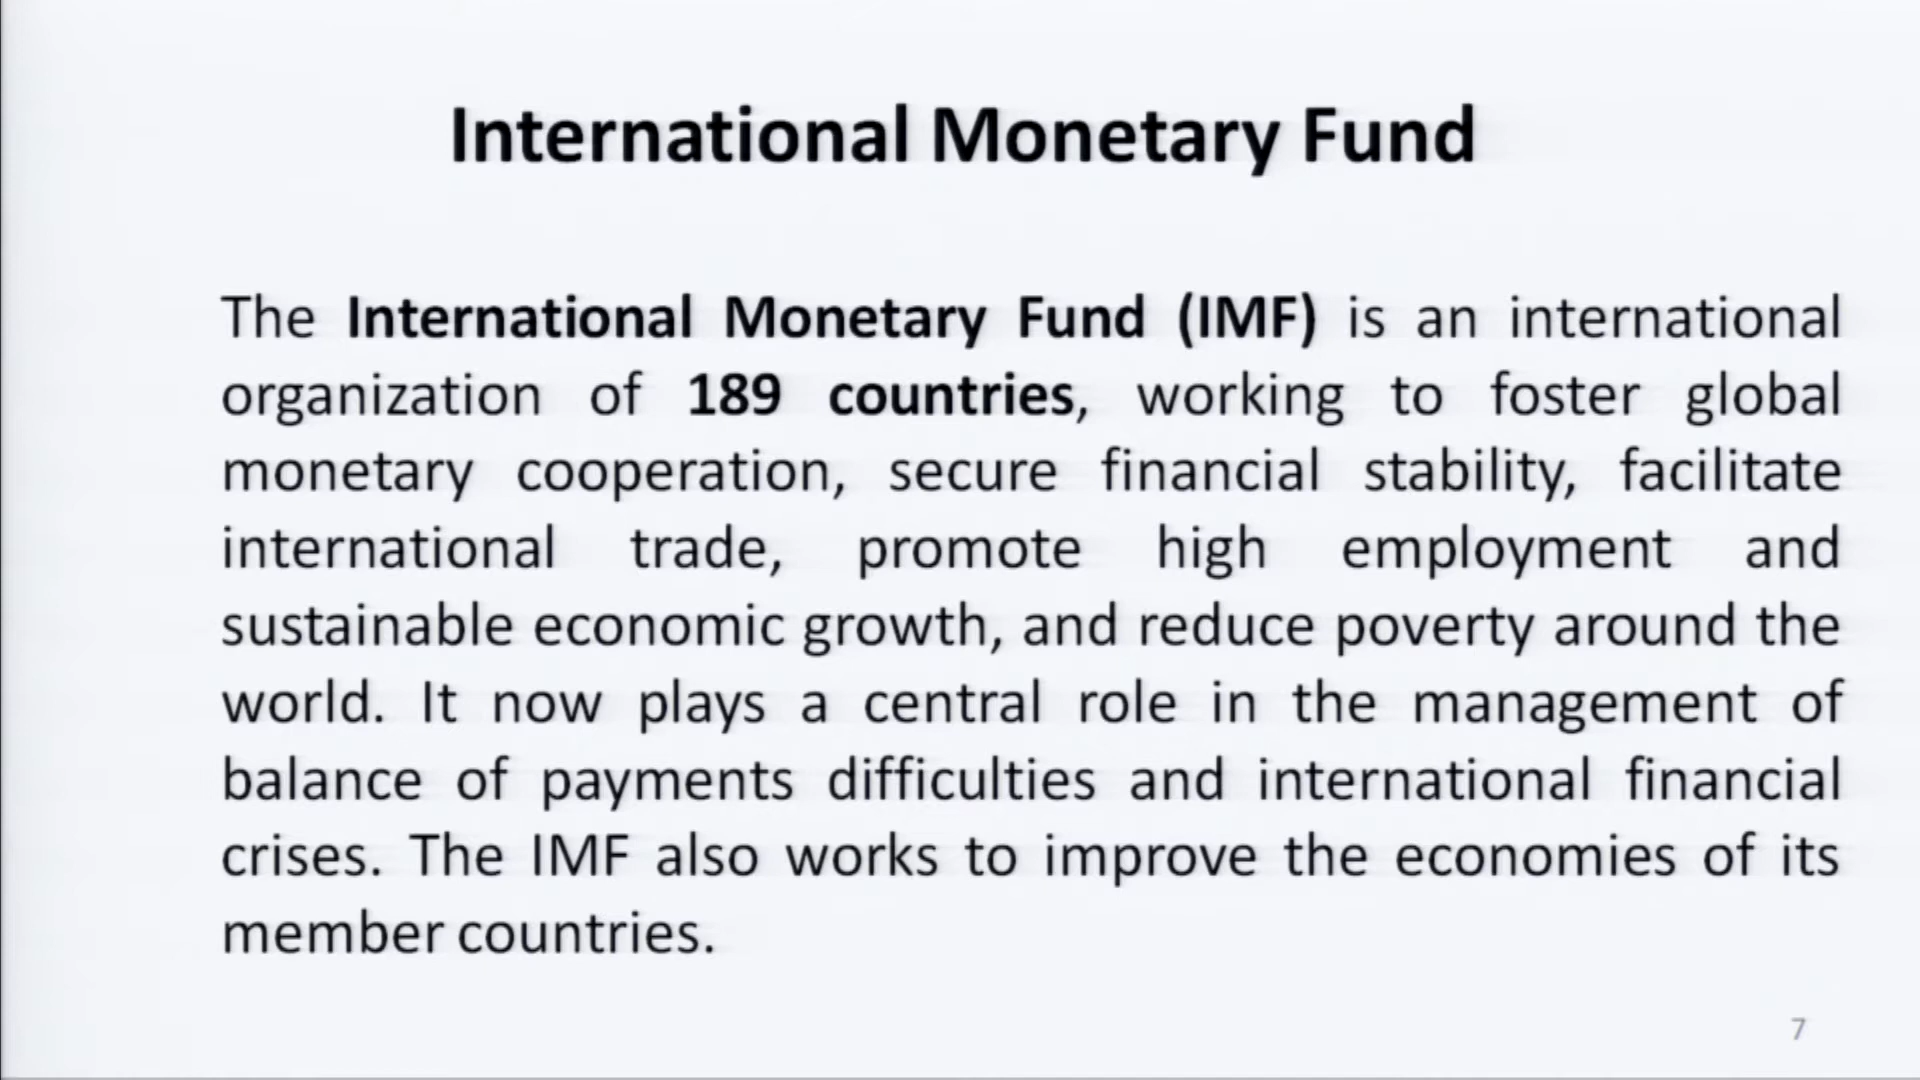 International Monetary Fund
The International Monetary Fund (IMF) is an international
organization of 189 countries, working to foster global
monetary cooperation, secure financial stability, facilitate
international trade, promote high employment and
sustainable economic growth, and reduce poverty around the
world. It now plays a central role in the management of
balance of payments difficulties and international financial
crises. The IMF also works to improve the economies of its
member countries.
7